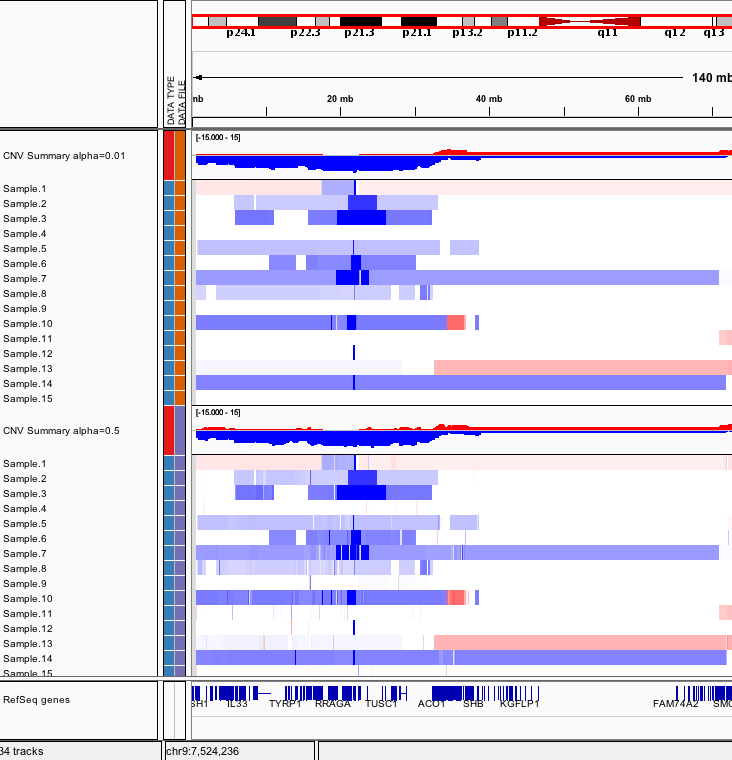 p24.1 p22.3 p21.3 p21.1 p13.2 p11.2 q11 q12 q13
140 mb
DATA TYPE
DATA FILE
mb 20 mb 40 mb 60 mb
[-15.000 - 15]
CNV Summary alpha=0.01
Sample.1
Sample.2
Sample.3
Sample.4
Sample.5
Sample.6
Sample.7
Sample.8
Sample.9
Sample.10
Sample.11
Sample.12
Sample.13
Sample.14
Sample.15
[-15.000 - 15]
CNV Summary alpha=0.5
Sample.1
Sample.2
Sample.3
Sample.4
Sample.5
Sample.6
Sample.7
Sample.8
Sample.9
Sample.10
Sample.11
Sample.12
Sample.13
Sample.14
Sample.15
RefSeq genes
SH1 IL33 TYRP1 RRAGA TUSC1 ACO1 SHB KGFLP1 FAM74A2 SMC
34 tracks chr9:7,524,236